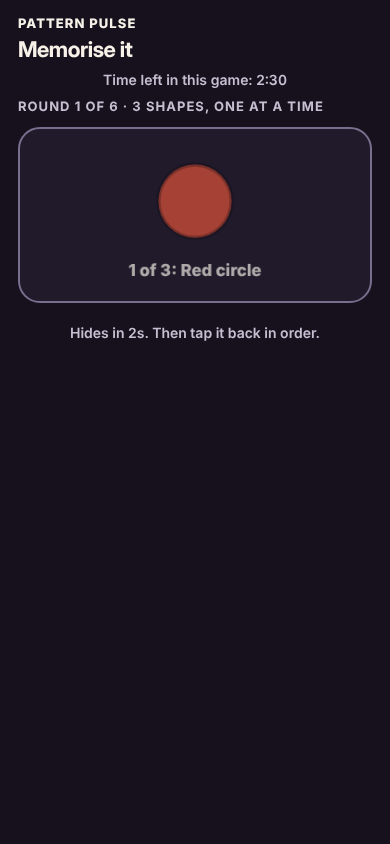 PATTERN PULSE
Memorise it
Time left in this game: 2:30
ROUND 1 OF 6 · 3 SHAPES, ONE AT A TIME
1 of 3: Red circle
Hides in 2s. Then tap it back in order.